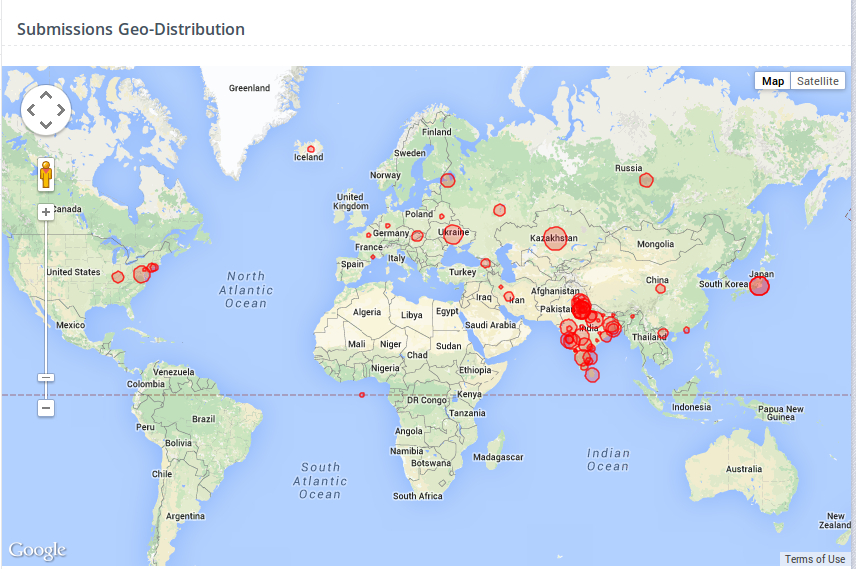 Submissions Geo-Distribution
Map Satellite
Greenland
Iceland
Finland
Sweden
Norway
Russia
United
Kingdom
Poland
Germany
Ukraine
Kazakhstan
France
Mongolia
Italy
Spain
Turkey
Canada
United States
North
Atlantic
Ocean
China
Japan
South Korea
Afghanistan
Iraq
Iran
Pakistan
Algeria
Libya
Egypt
Saudi Arabia
India
Thailand
Mexico
Mali
Niger
Sudan
Chad
Nigeria
Ethiopia
Venezuela
Colombia
DR Congo
Kenya
Tanzania
Indonesia
Papua New
Guinea
Brazil
Peru
Bolivia
Angola
Namibia
Botswana
Madagascar
Indian
Ocean
South
Atlantic
Ocean
Australia
Chile
South Africa
Argentina
New
Zealand
Google
Terms of Use